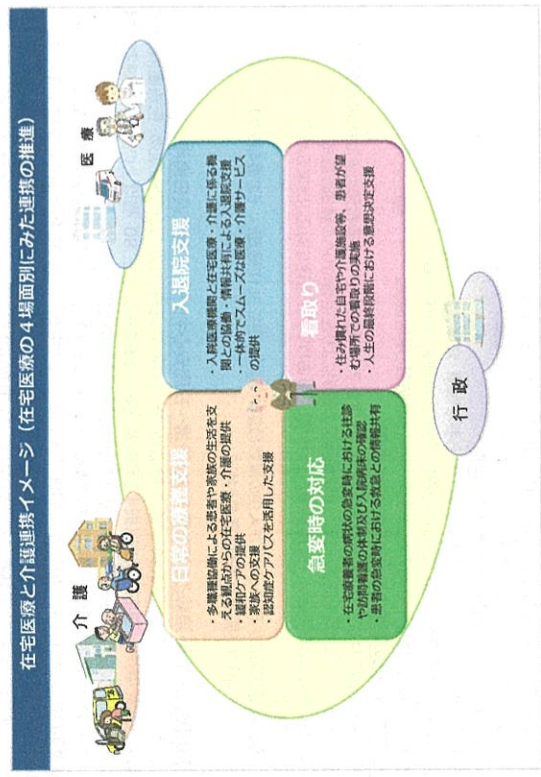 在宅医療と介護連携イメージ（在宅医療の４場面別にみた連携の推進）
介護
医療
日常の療養支援
・多職種協働による患者や家族の生活を支
える観点からの在宅医療・介護の提供
・緩和ケアの提供
・家族への支援
・認知症ケアパスを活用した支援
入退院支援
・入院医療機関と在宅医療・介護に係る機
関との協働・情報共有による入退院支援
・一体的でスムーズな医療・介護サービス
の提供
急変時の対応
・在宅療養者の病状の急変時における往診
や訪問看護の体制及び入院病床の確認
・患者の急変時における救急との情報共有
看取り
・住み慣れた自宅や介護施設等、患者が望
む場所での看取りの実施
・人生の最終段階における意思決定支援
行政